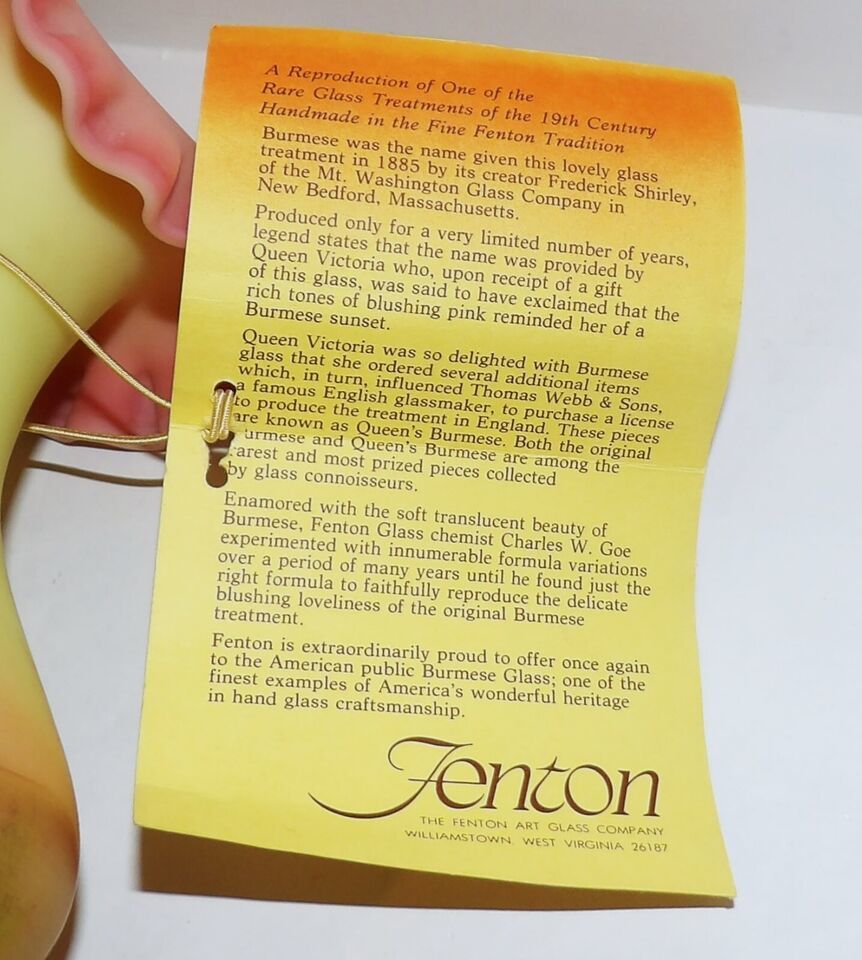 A Reproduction of One of the
Rare Glass Treatments of the 19th Century
Handmade in the Fine Fenton Tradition
Burmese was the name given this lovely glass
treatment in 1885 by its creator Frederick Shirley,
of the Mt. Washington Glass Company in
New Bedford, Massachusetts.
Produced only for a very limited number of years,
legend states that the name was provided by
Queen Victoria who, upon receipt of a gift
of this glass, was said to have exclaimed that the
rich tones of blushing pink reminded her of a
Burmese sunset.
Queen Victoria was so delighted with Burmese
glass that she ordered several additional items
which, in turn, influenced Thomas Webb & Sons,
a famous English glassmaker, to purchase a license
to produce the treatment in England. These pieces
are known as Queen's Burmese. Both the original
urmese and Queen's Burmese are among the
rarest and most prized pieces collected
by glass connoisseurs.
Enamored with the soft translucent beauty of
Burmese, Fenton Glass chemist Charles W. Goe
experimented with innumerable formula variations
over a period of many years until he found just the
right formula to faithfully reproduce the delicate
blushing loveliness of the original Burmese
treatment.
Fenton is extraordinarily proud to offer once again
to the American public Burmese Glass; one of the
finest examples of America's wonderful heritage
in hand glass craftsmanship.
Fenton
THE FENTON ART GLASS COMPANY
WILLIAMSTOWN, WEST VIRGINIA 26187